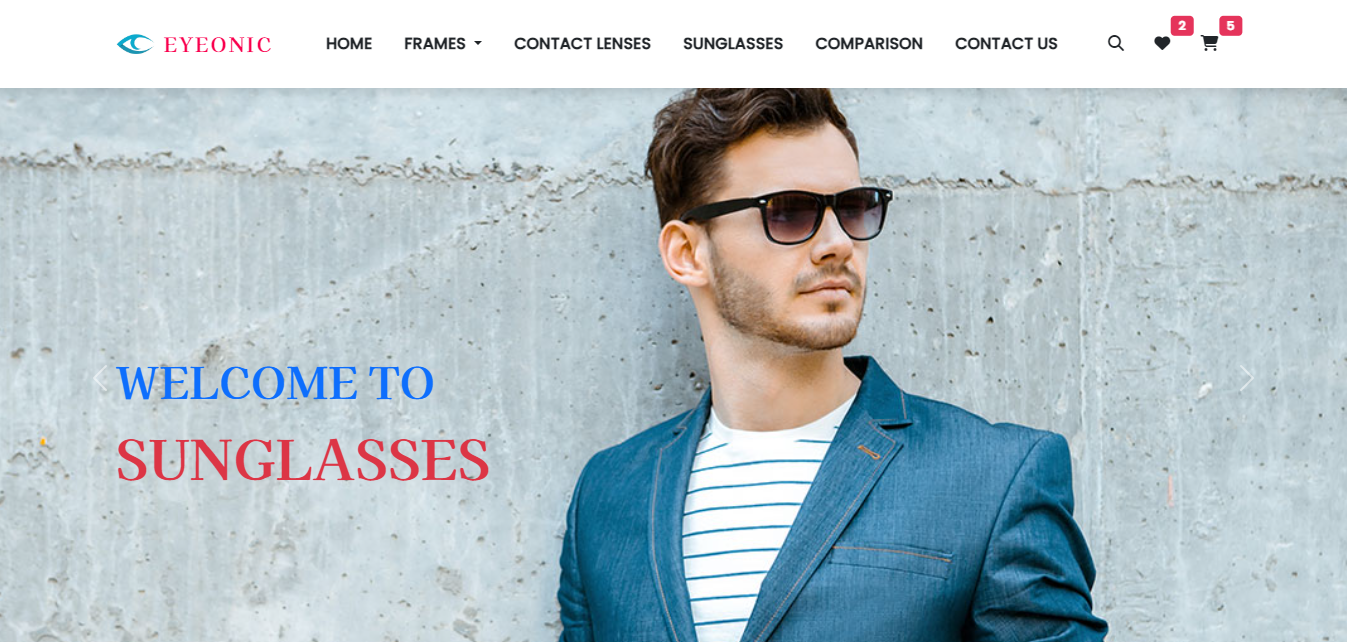 EYEONIC HOME FRAMES CONTACT LENSES SUNGLASSES COMPARISON CONTACT US 2 5
WELCOME TO
SUNGLASSES